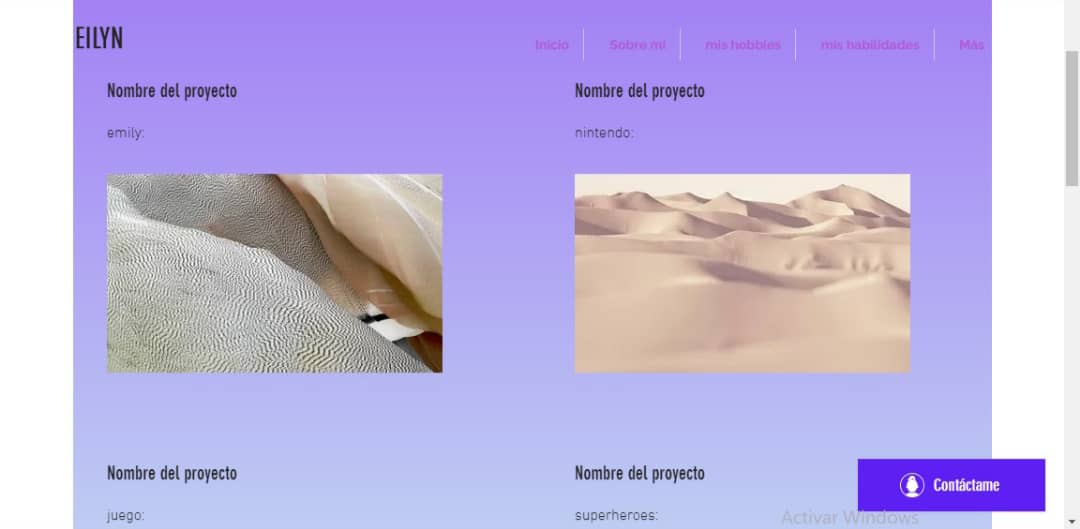 EILYN
Inicio
Sobre mi
mis hobbies
mis habilidades
Más
Nombre del proyecto
Nombre del proyecto
emily:
nintendo:
Nombre del proyecto
Nombre del proyecto
Contáctame
juego:
superheroes:
Activar Windows